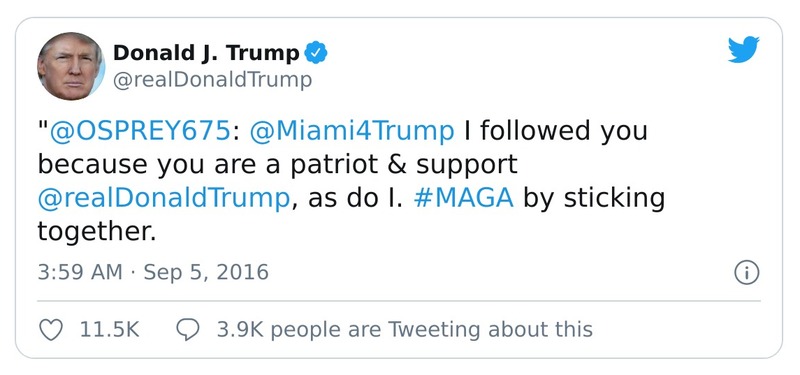 Donald J. Trump
@realDonaldTrump
"@OSPREY675: @Miami4Trump I followed you
because you are a patriot & support
@realDonaldTrump, as do I. #MAGA by sticking
together.
3:59 AM · Sep 5, 2016
11.5K 3.9K people are Tweeting about this